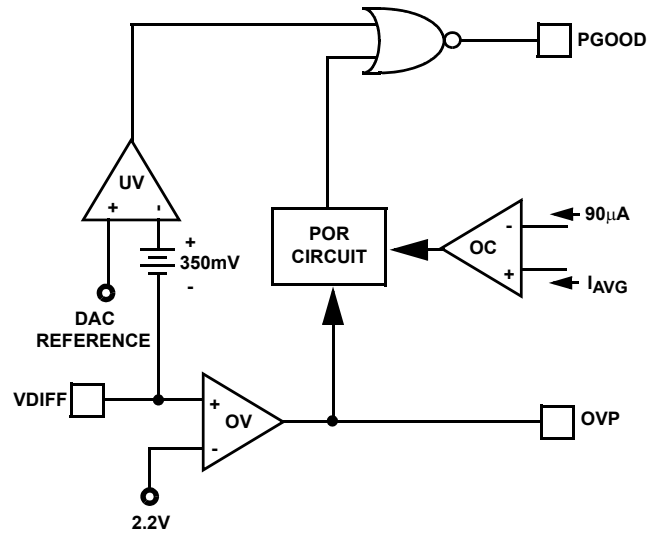 PGOOD
UV
+
-
+
350mV
-
DAC
REFERENCE
POR
CIRCUIT
OC
-
+
90µA
IAVG
VDIFF
+
OV
-
OVP
2.2V